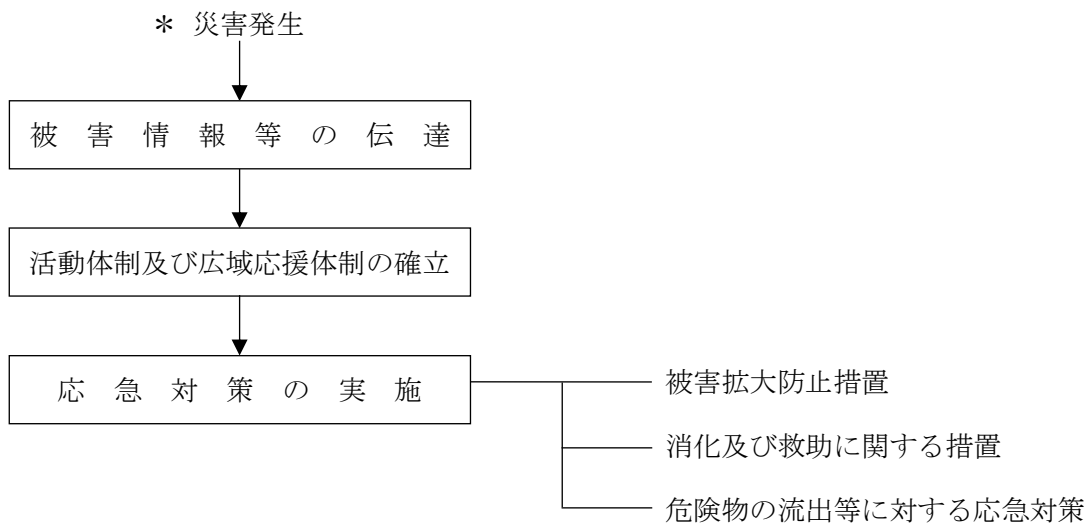 ＊ 災害発生
被害情報等の伝達
活動体制及び広域応援体制の確立
応急対策の実施
被害拡大防止措置
消化及び救助に関する措置
危険物の流出等に対する応急対策